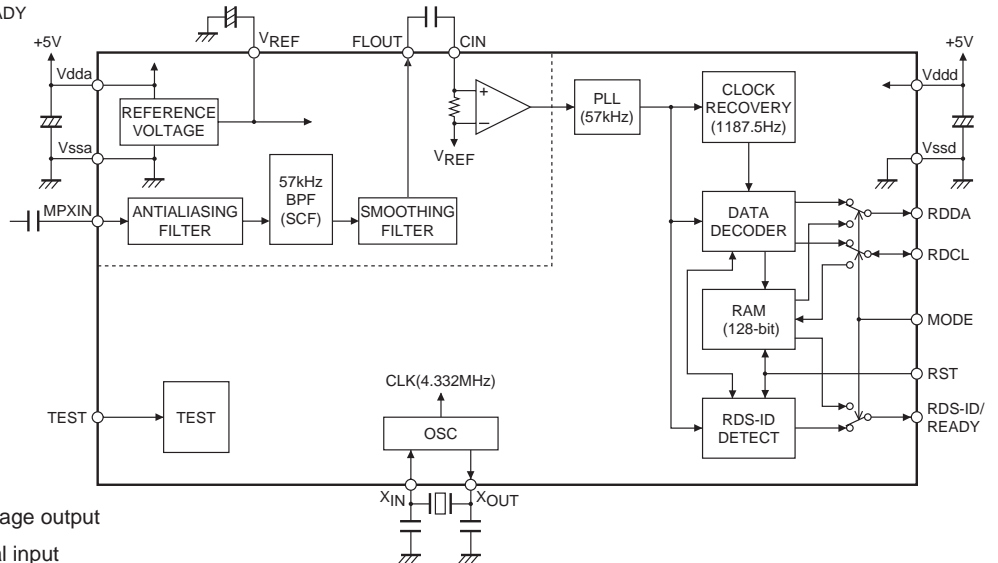 ADY
+5V
VREF
FLOUT
CIN
+5V
Vdda
REFERENCE
VOLTAGE
Vssa
+
−
VREF
PLL
(57kHz)
CLOCK
RECOVERY
(1187.5Hz)
Vddd
Vssd
MPXIN
ANTIALIASING
FILTER
57kHz
BPF
(SCF)
SMOOTHING
FILTER
DATA
DECODER
RDDA
RDCL
RAM
(128-bit)
MODE
RST
CLK(4.332MHz)
TEST
TEST
OSC
RDS-ID
DETECT
RDS-ID/
READY
XIN
XOUT
age output
al input